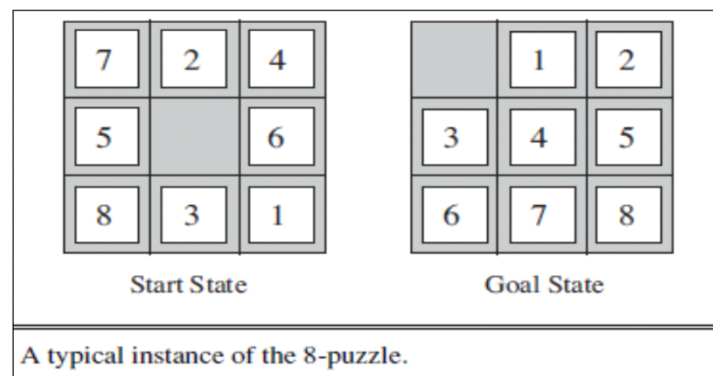 7 2 4
5 6
8 3 1
Start State
1 2
3 4 5
6 7 8
Goal State
A typical instance of the 8-puzzle.